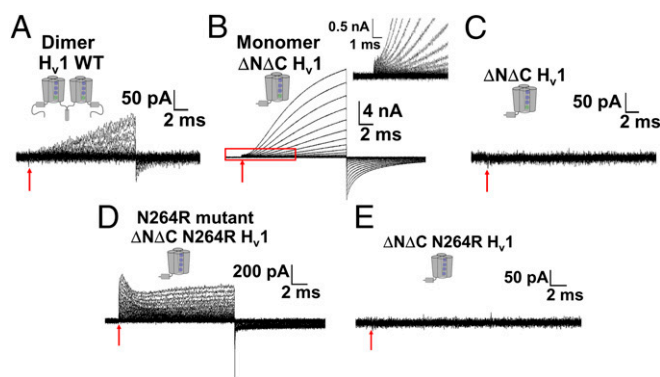 A
Dimer
Hv1 WT
50 pA
2 ms
B
Monomer
ΔNΔC Hv1
0.5 nA
1 ms
4 nA
2 ms
C
ΔNΔC Hv1
50 pA
2 ms
D
N264R mutant
ΔNΔC N264R Hv1
200 pA
2 ms
E
ΔNΔC N264R Hv1
50 pA
2 ms